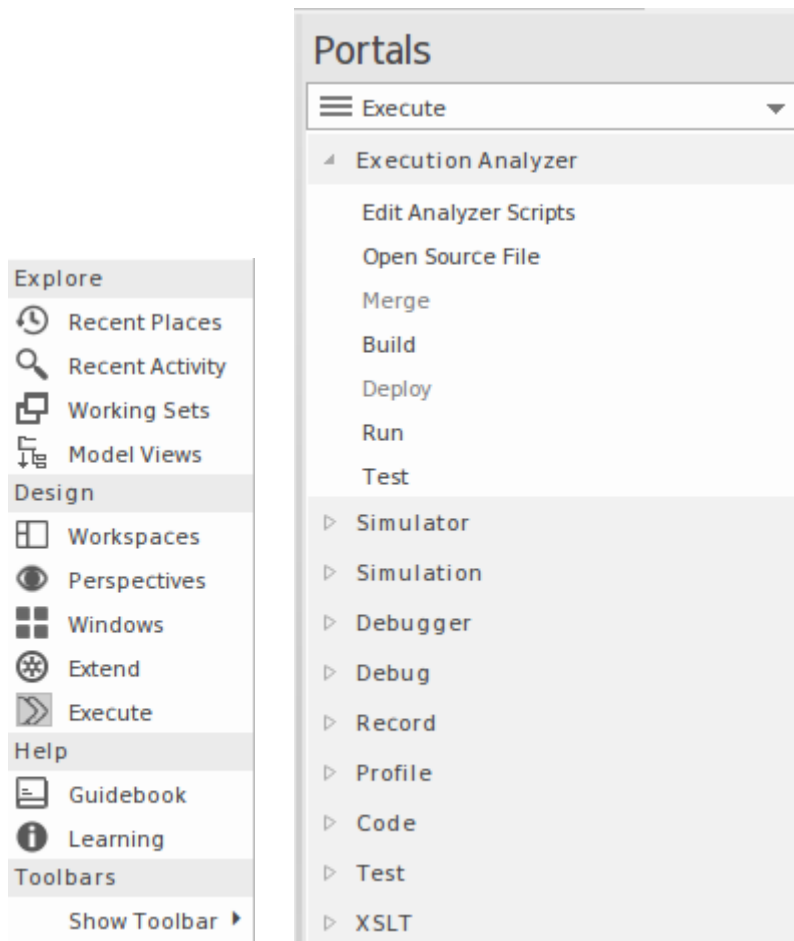 Explore
Recent Places
Recent Activity
Working Sets
Model Views
Design
Workspaces
Perspectives
Windows
Extend
Execute
Help
Guidebook
Learning
Toolbars
Show Toolbar
Portals
Execute
Execution Analyzer
Edit Analyzer Scripts
Open Source File
Merge
Build
Deploy
Run
Test
Simulator
Simulation
Debugger
Debug
Record
Profile
Code
Test
XSLT